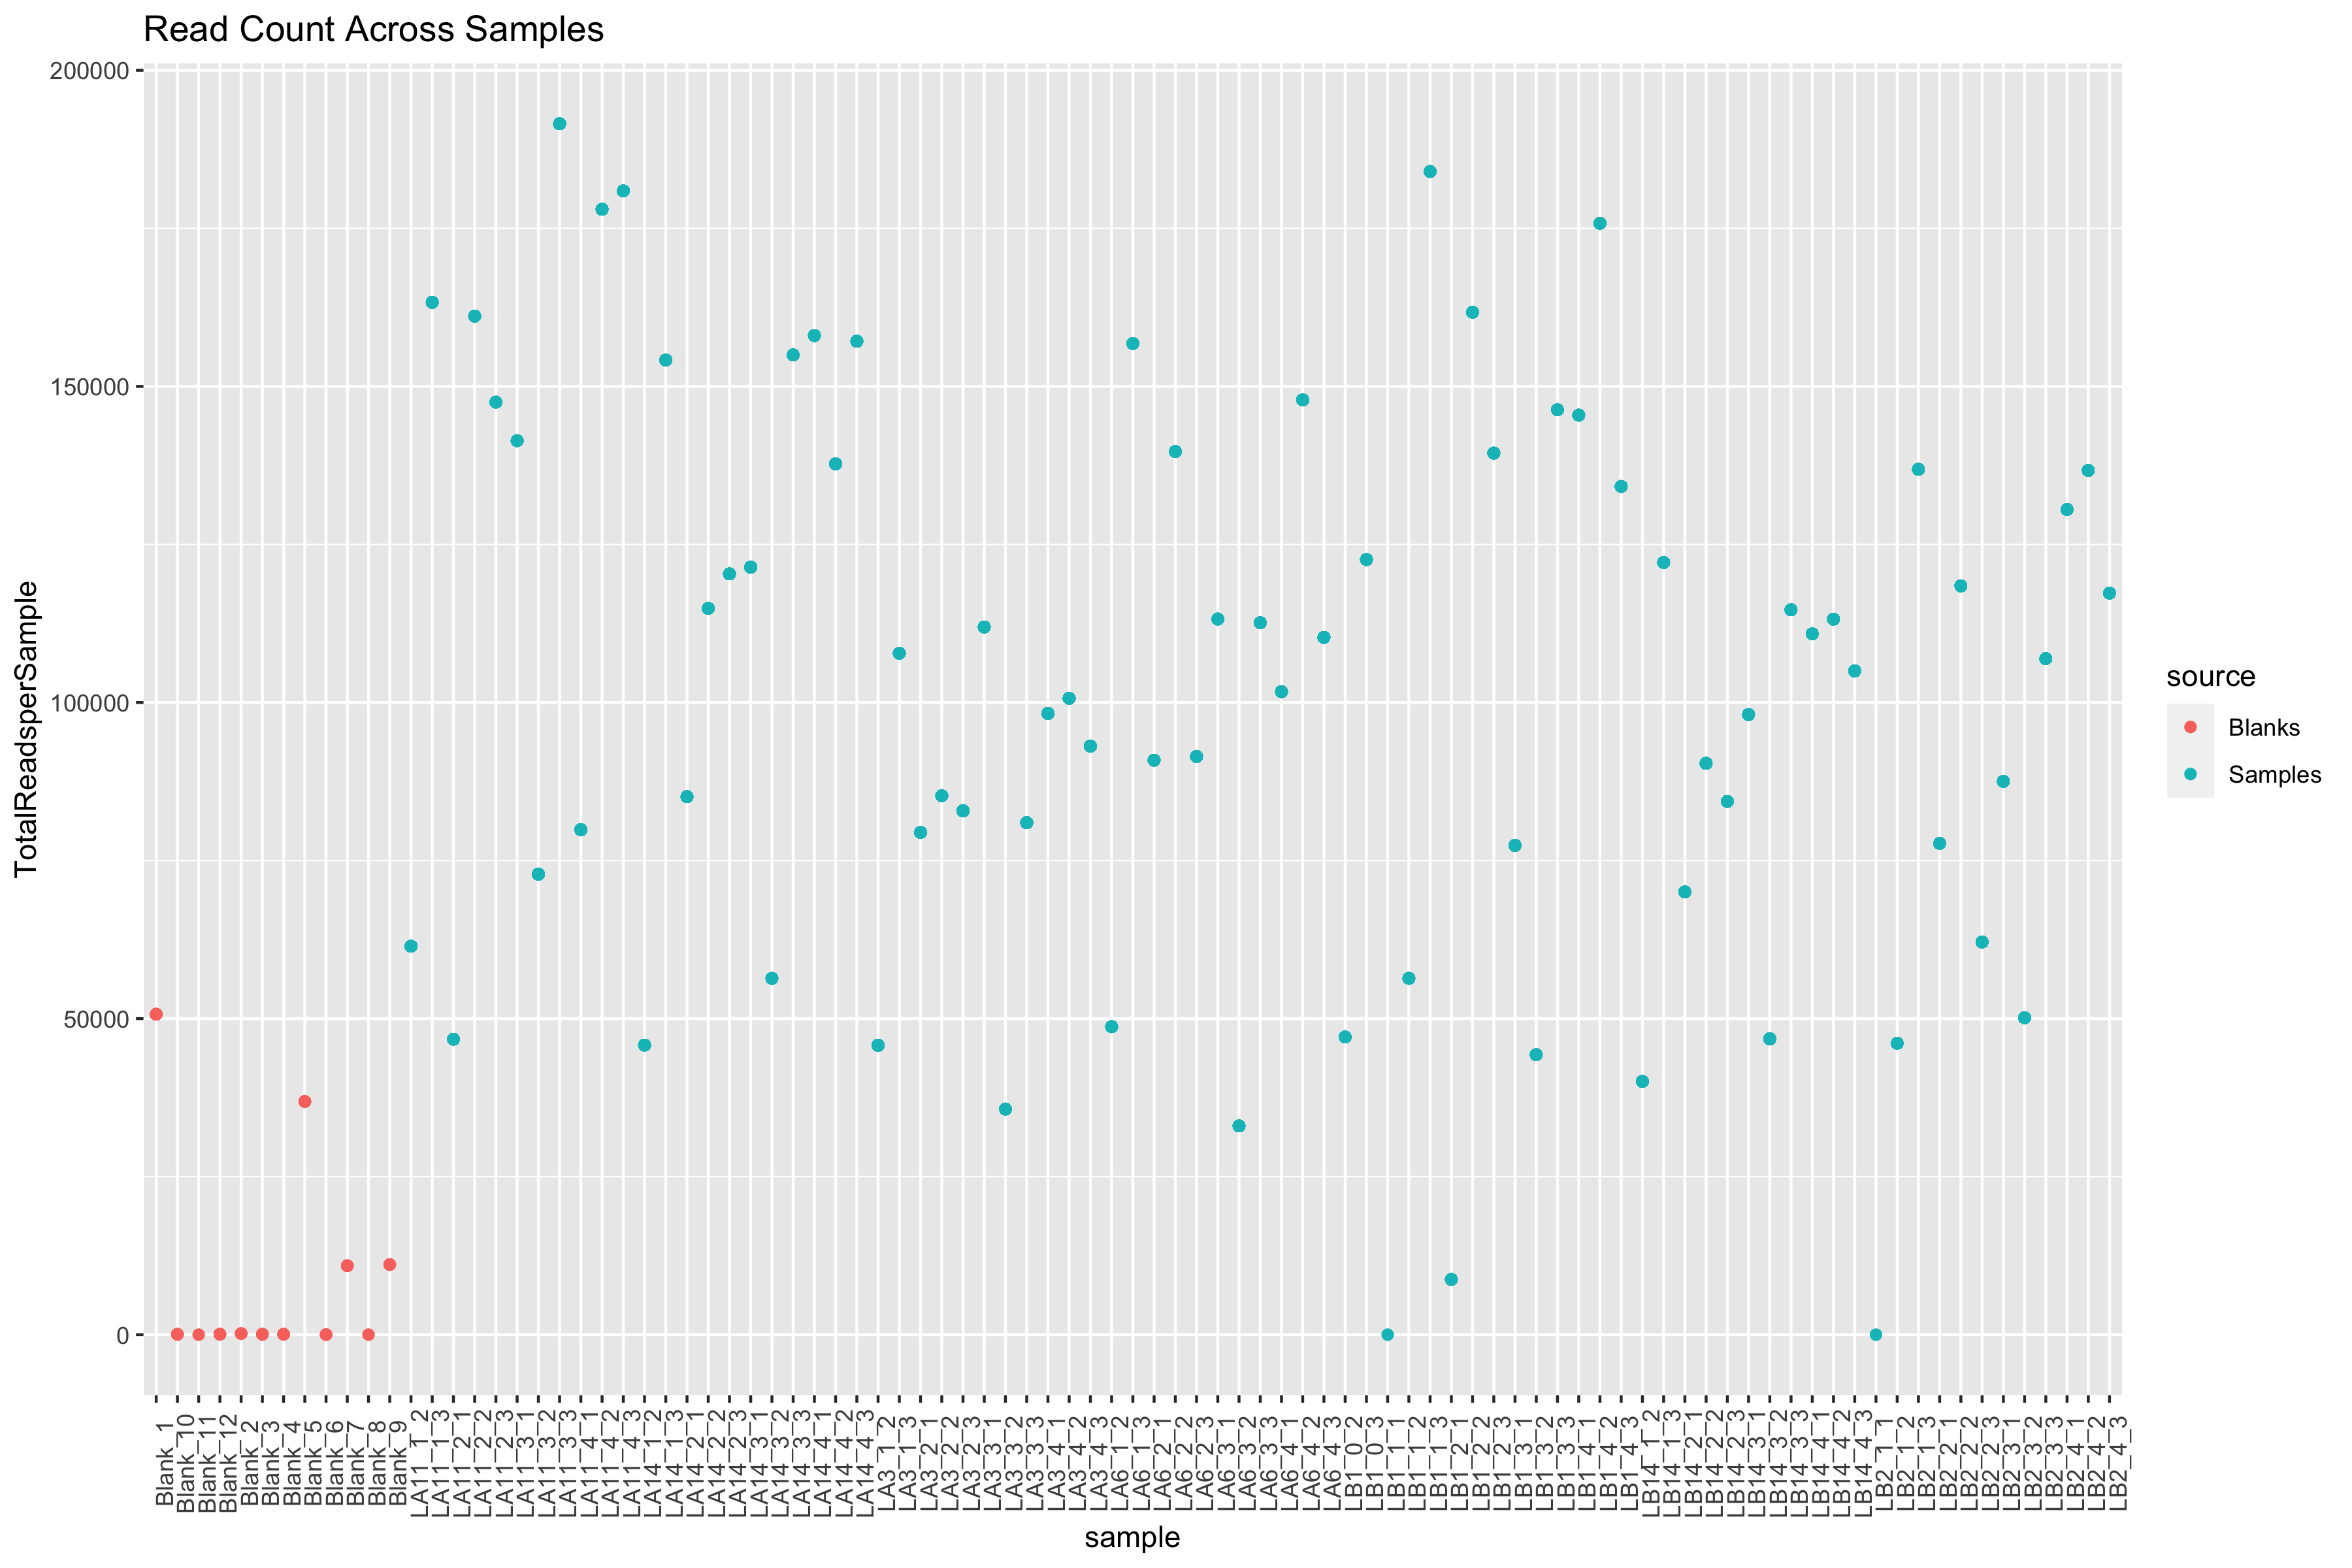 Read Count Across Samples
TotalReadsperSample
200000
150000
100000
50000
0
Blank_1
Blank_10
Blank_11
Blank_12
Blank_2
Blank_3
Blank_4
Blank_5
Blank_6
Blank_7
Blank_8
Blank_9
LA11_1_2
LA11_1_3
LA11_2_1
LA11_2_2
LA11_2_3
LA11_3_1
LA11_3_2
LA11_3_3
LA11_4_1
LA11_4_2
LA11_4_3
LA14_1_2
LA14_1_3
LA14_2_1
LA14_2_2
LA14_2_3
LA14_3_1
LA14_3_2
LA14_3_3
LA14_4_1
LA14_4_2
LA14_4_3
LA3_1_2
LA3_1_3
LA3_2_1
LA3_2_2
LA3_2_3
LA3_3_1
LA3_3_2
LA3_3_3
LA3_4_1
LA3_4_2
LA3_4_3
LA6_1_2
LA6_1_3
LA6_2_1
LA6_2_2
LA6_2_3
LA6_3_1
LA6_3_2
LA6_3_3
LA6_4_1
LA6_4_2
LA6_4_3
LB1_0_2
LB1_0_3
LB1_1_1
LB1_1_2
LB1_1_3
LB1_2_1
LB1_2_2
LB1_2_3
LB1_3_1
LB1_3_2
LB1_3_3
LB1_4_1
LB1_4_2
LB1_4_3
LB14_1_2
LB14_1_3
LB14_2_1
LB14_2_2
LB14_2_3
LB14_3_1
LB14_3_2
LB14_3_3
LB14_4_1
LB14_4_2
LB14_4_3
LB2_1_1
LB2_1_2
LB2_1_3
LB2_2_1
LB2_2_2
LB2_2_3
LB2_3_1
LB2_3_2
LB2_3_3
LB2_4_1
LB2_4_2
LB2_4_3
sample
source
Blanks
Samples